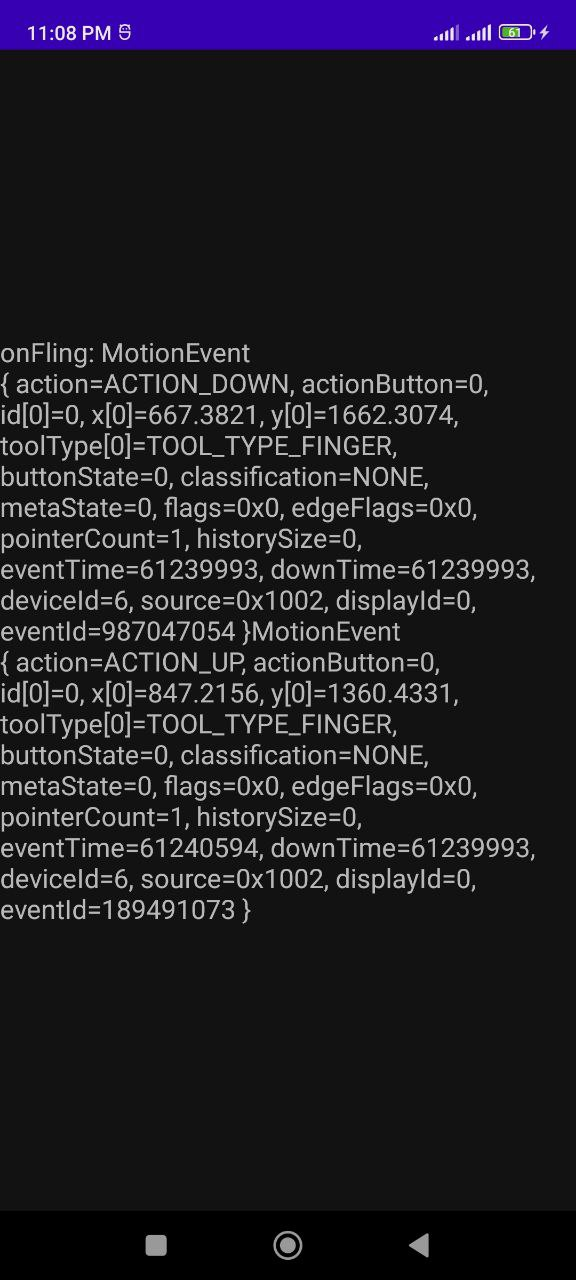 11:08 PM
61
onFling: MotionEvent
{ action=ACTION_DOWN, actionButton=0,
id[0]=0, x[0]=667.3821, y[0]=1662.3074,
toolType[0]=TOOL_TYPE_FINGER,
buttonState=0, classification=NONE,
metaState=0, flags=0x0, edgeFlags=0x0,
pointerCount=1, historySize=0,
eventTime=61239993, downTime=61239993,
deviceId=6, source=0x1002, displayId=0,
eventId=987047054 }MotionEvent
{ action=ACTION_UP, actionButton=0,
id[0]=0, x[0]=847.2156, y[0]=1360.4331,
toolType[0]=TOOL_TYPE_FINGER,
buttonState=0, classification=NONE,
metaState=0, flags=0x0, edgeFlags=0x0,
pointerCount=1, historySize=0,
eventTime=61240594, downTime=61239993,
deviceId=6, source=0x1002, displayId=0,
eventId=189491073 }